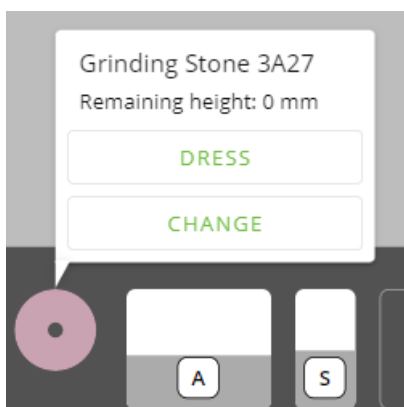 Grinding Stone 3A27
Remaining height: 0 mm
DRESS
CHANGE
A
S